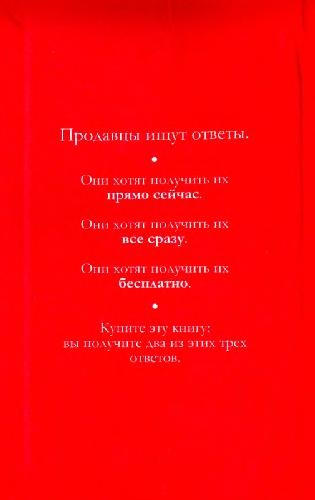 Продавцы ищут ответы.
•
Они хотят получить их
прямо сейчас.
Они хотят получить их
все сразу.
Они хотят получить их
бесплатно.
•
Купите эту книгу:
вы получите два из этих трех
ответов.